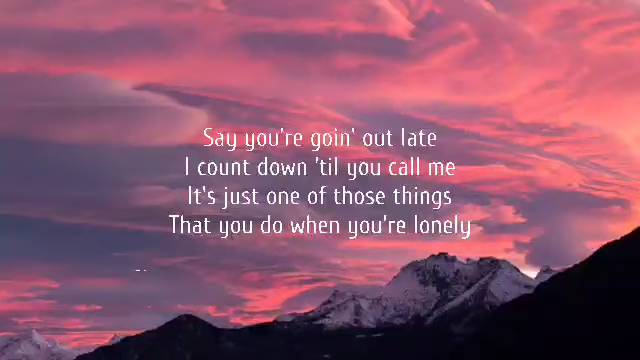 Say you're goin' out late
I count down 'til you call me
It's just one of those things
That you do when you're lonely